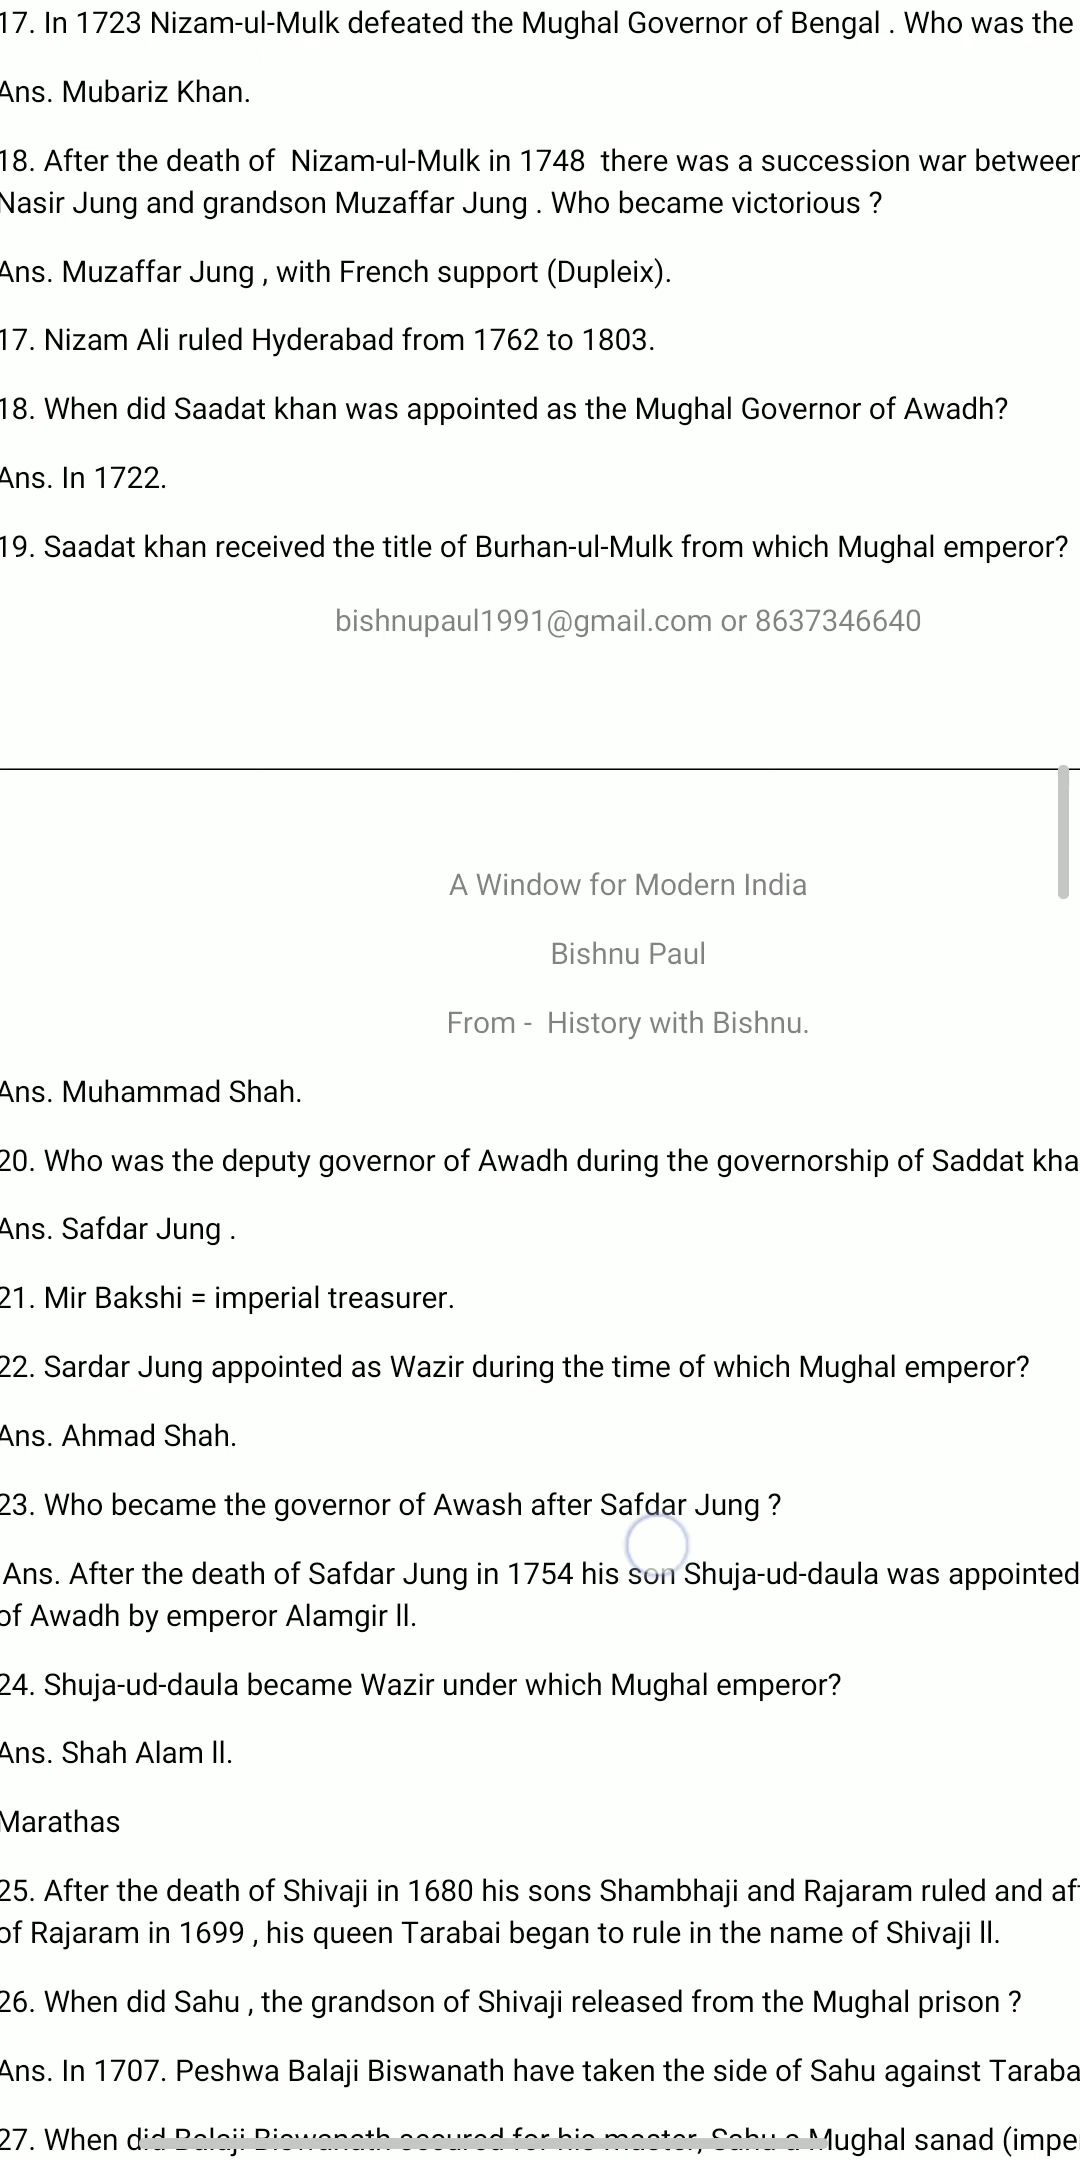 17. In 1723 Nizam-ul-Mulk defeated the Mughal Governor of Bengal . Who was the
Ans. Mubariz Khan.
18. After the death of  Nizam-ul-Mulk in 1748  there was a succession war between
Nasir Jung and grandson Muzaffar Jung . Who became victorious ?
Ans. Muzaffar Jung , with French support (Dupleix).
17. Nizam Ali ruled Hyderabad from 1762 to 1803.
18. When did Saadat khan was appointed as the Mughal Governor of Awadh?
Ans. In 1722.
19. Saadat khan received the title of Burhan-ul-Mulk from which Mughal emperor?
bishnupaul1991@gmail.com or 8637346640
A Window for Modern India
Bishnu Paul
From -  History with Bishnu.
Ans. Muhammad Shah.
20. Who was the deputy governor of Awadh during the governorship of Saddat kha
Ans. Safdar Jung .
21. Mir Bakshi = imperial treasurer.
22. Sardar Jung appointed as Wazir during the time of which Mughal emperor?
Ans. Ahmad Shah.
23. Who became the governor of Awash after Safdar Jung ?
Ans. After the death of Safdar Jung in 1754 his son Shuja-ud-daula was appointed
of Awadh by emperor Alamgir ll.
24. Shuja-ud-daula became Wazir under which Mughal emperor?
Ans. Shah Alam ll.
Marathas
25. After the death of Shivaji in 1680 his sons Shambhaji and Rajaram ruled and af
of Rajaram in 1699 , his queen Tarabai began to rule in the name of Shivaji ll.
26. When did Sahu , the grandson of Shivaji released from the Mughal prison ?
Ans. In 1707. Peshwa Balaji Biswanath have taken the side of Sahu against Taraba
27. When did Balaji Biswanath secured for his master, Sahu a Mughal sanad (impe